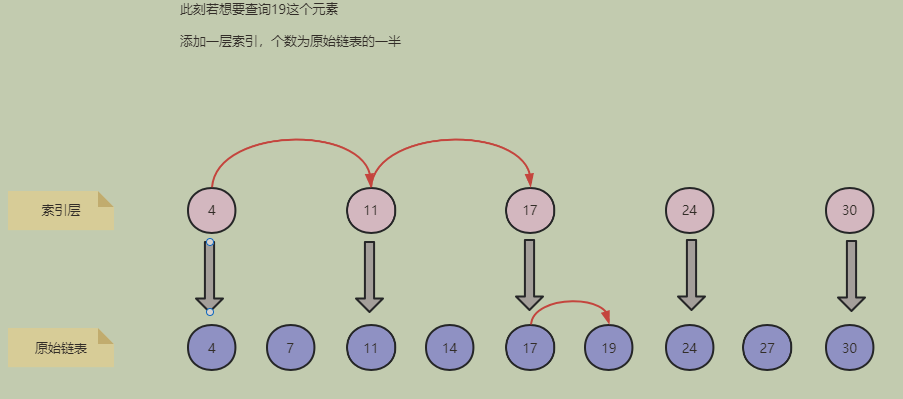 此刻若想要查询19这个元素
添加一层索引，个数为原始链表的一半
索引层
4 11 17 24 30
原始链表
4 7 11 14 17 19 24 27 30